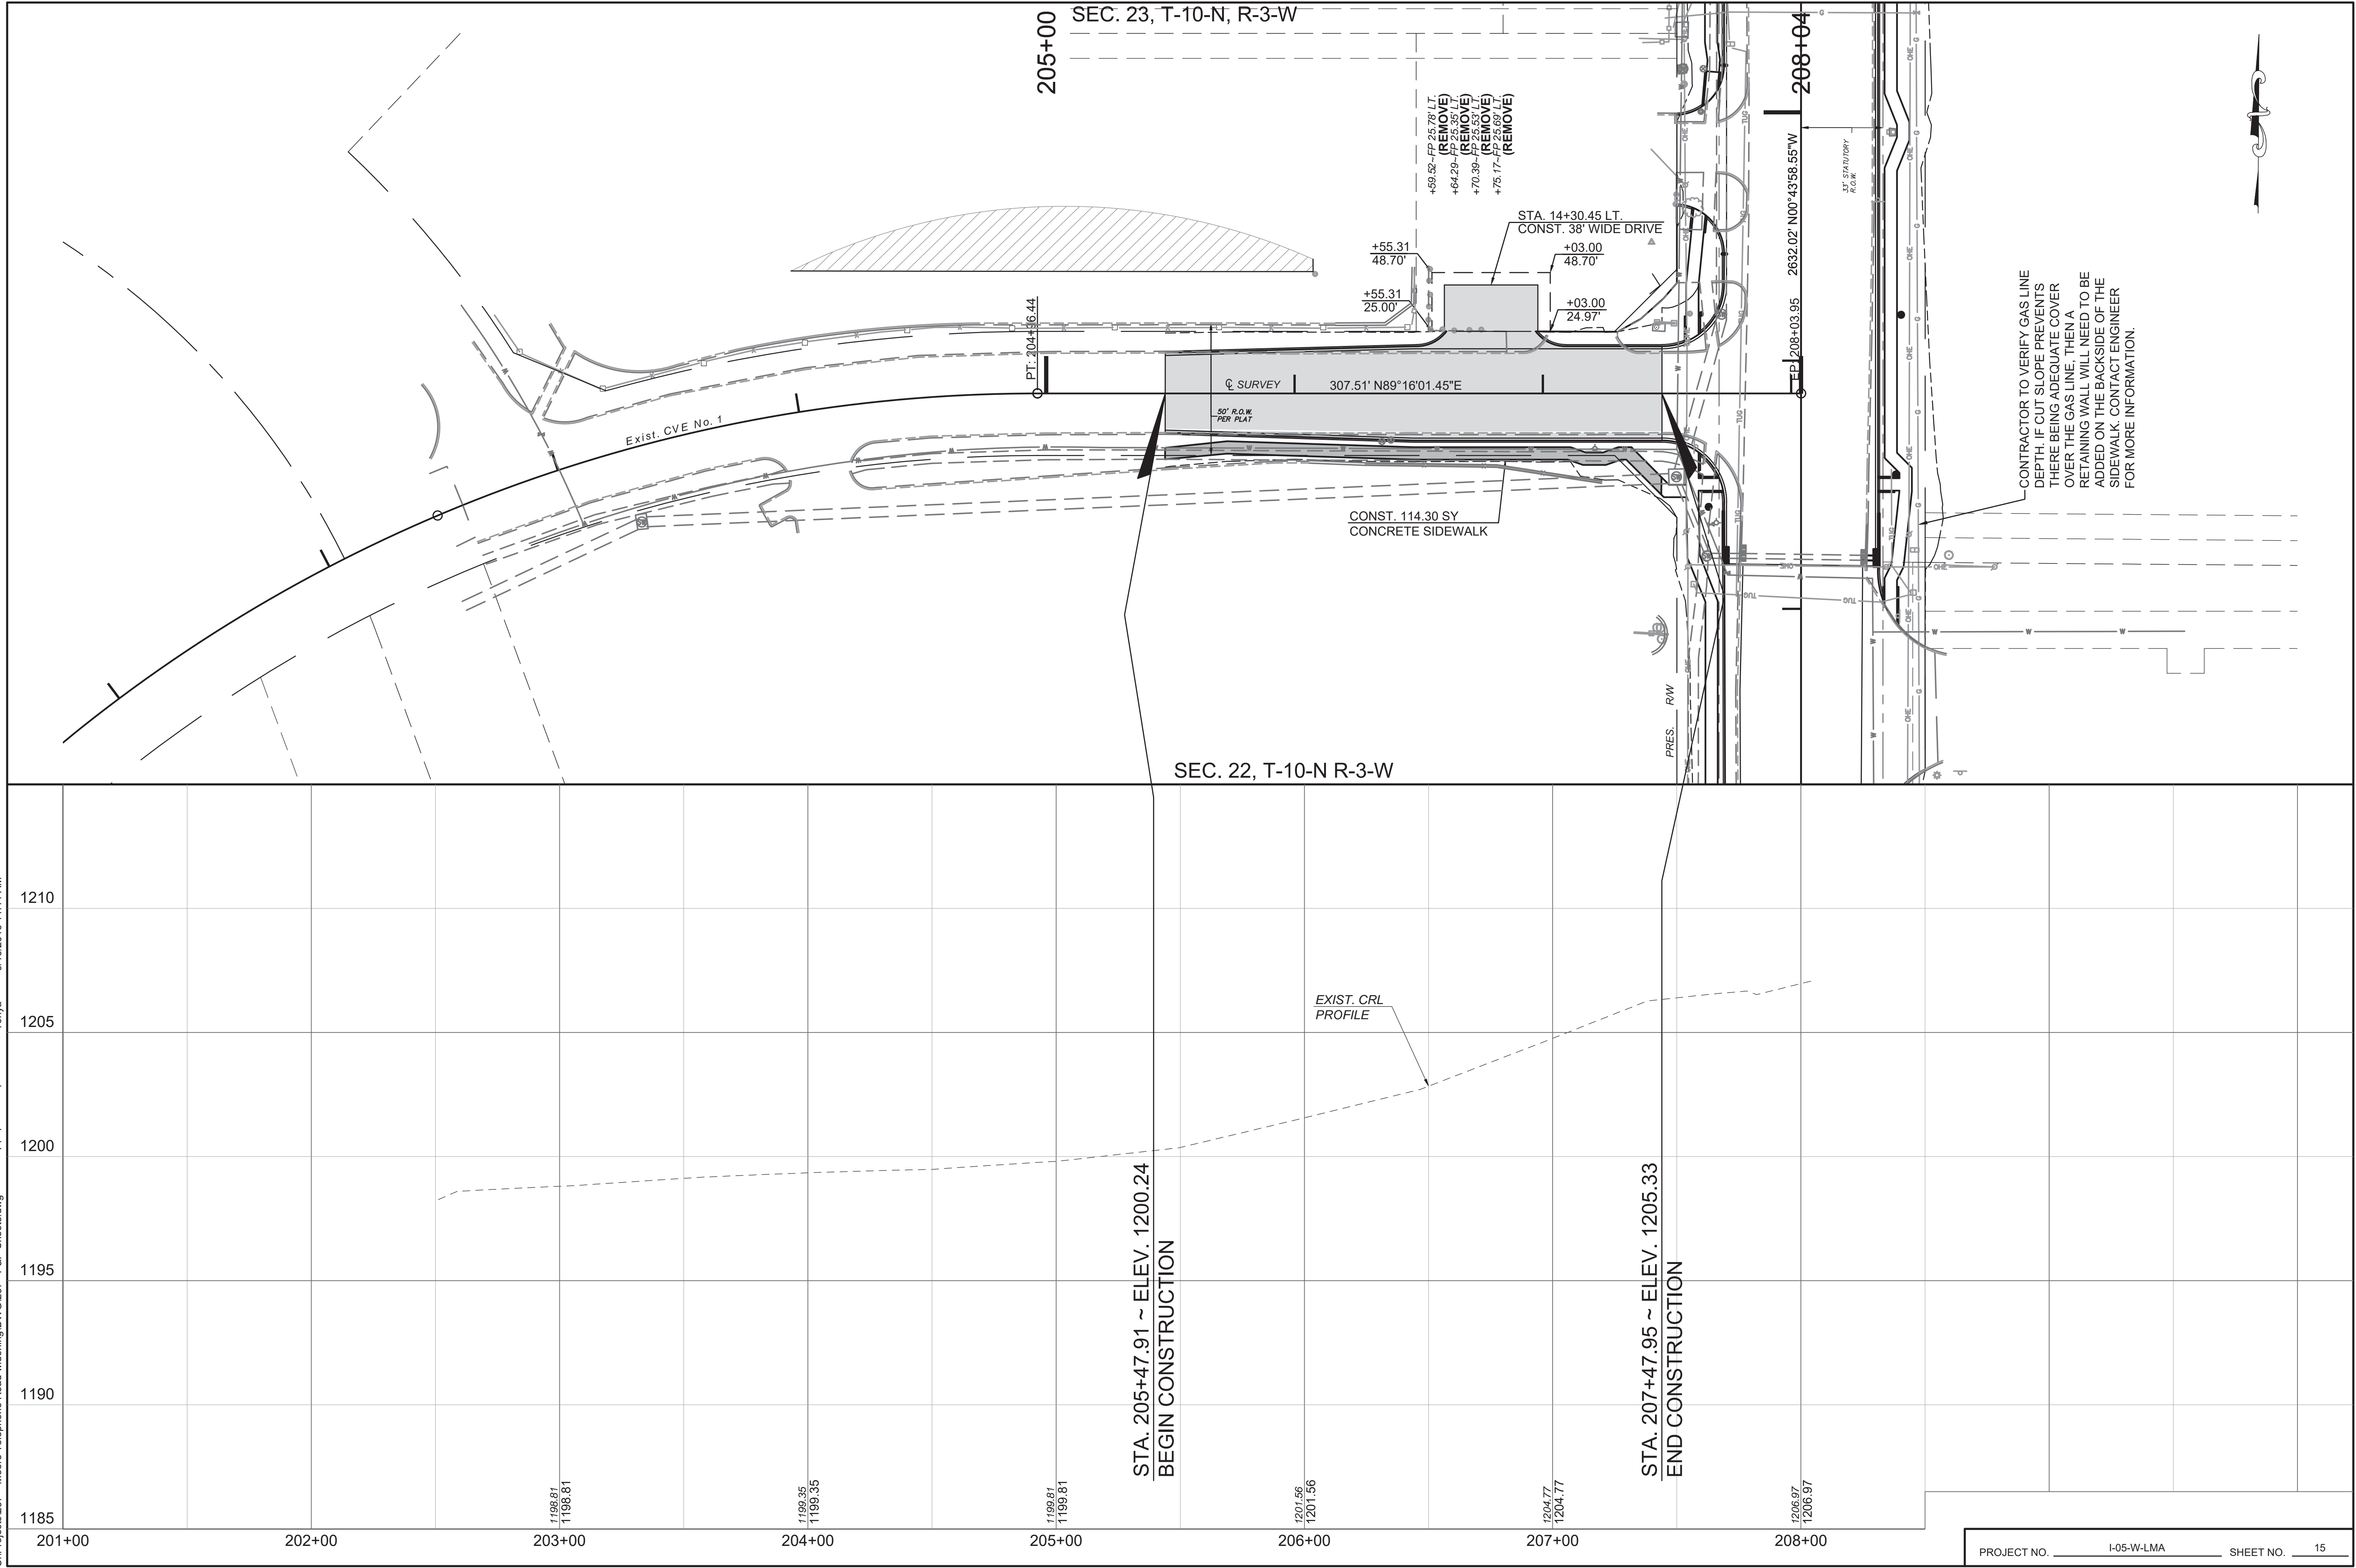 SEC. 23, T-10-N, R-3-W
205+00
208+04
+59.52~FP 25.78' LT.
(REMOVE)
+64.29~FP 25.35' LT.
(REMOVE)
+70.39~FP 25.53' LT.
(REMOVE)
+75.17~FP 25.69' LT.
(REMOVE)
STA. 14+30.45 LT.
CONST. 38' WIDE DRIVE
+55.31
48.70'
+03.00
48.70'
+55.31
25.00'
+03.00
24.97'
2632.02' N00°43'58.55"W
33' STATUTORY
R.O.W.
PT: 204+96.44
EP: 208+03.95
℄ SURVEY
307.51' N89°16'01.45"E
50' R.O.W.
PER PLAT
Exist. CVE No. 1
CONST. 114.30 SY
CONCRETE SIDEWALK
CONTRACTOR TO VERIFY GAS LINE
DEPTH. IF CUT SLOPE PREVENTS
THERE BEING ADEQUATE COVER
OVER THE GAS LINE, THEN A
RETAINING WALL WILL NEED TO BE
ADDED ON THE BACKSIDE OF THE
SIDEWALK. CONTACT ENGINEER
FOR MORE INFORMATION.
PRES. R/W
SEC. 22, T-10-N R-3-W
1210
1205
1200
1195
1190
1185
EXIST. CRL
PROFILE
STA. 205+47.91 ~ ELEV. 1200.24
BEGIN CONSTRUCTION
STA. 207+47.95 ~ ELEV. 1205.33
END CONSTRUCTION
1198.81
1198.81
1199.35
1199.35
1199.81
1199.81
1201.56
1201.56
1204.77
1204.77
1206.97
1206.97
201+00
202+00
203+00
204+00
205+00
206+00
207+00
208+00
PROJECT NO. I-05-W-LMA SHEET NO. 15